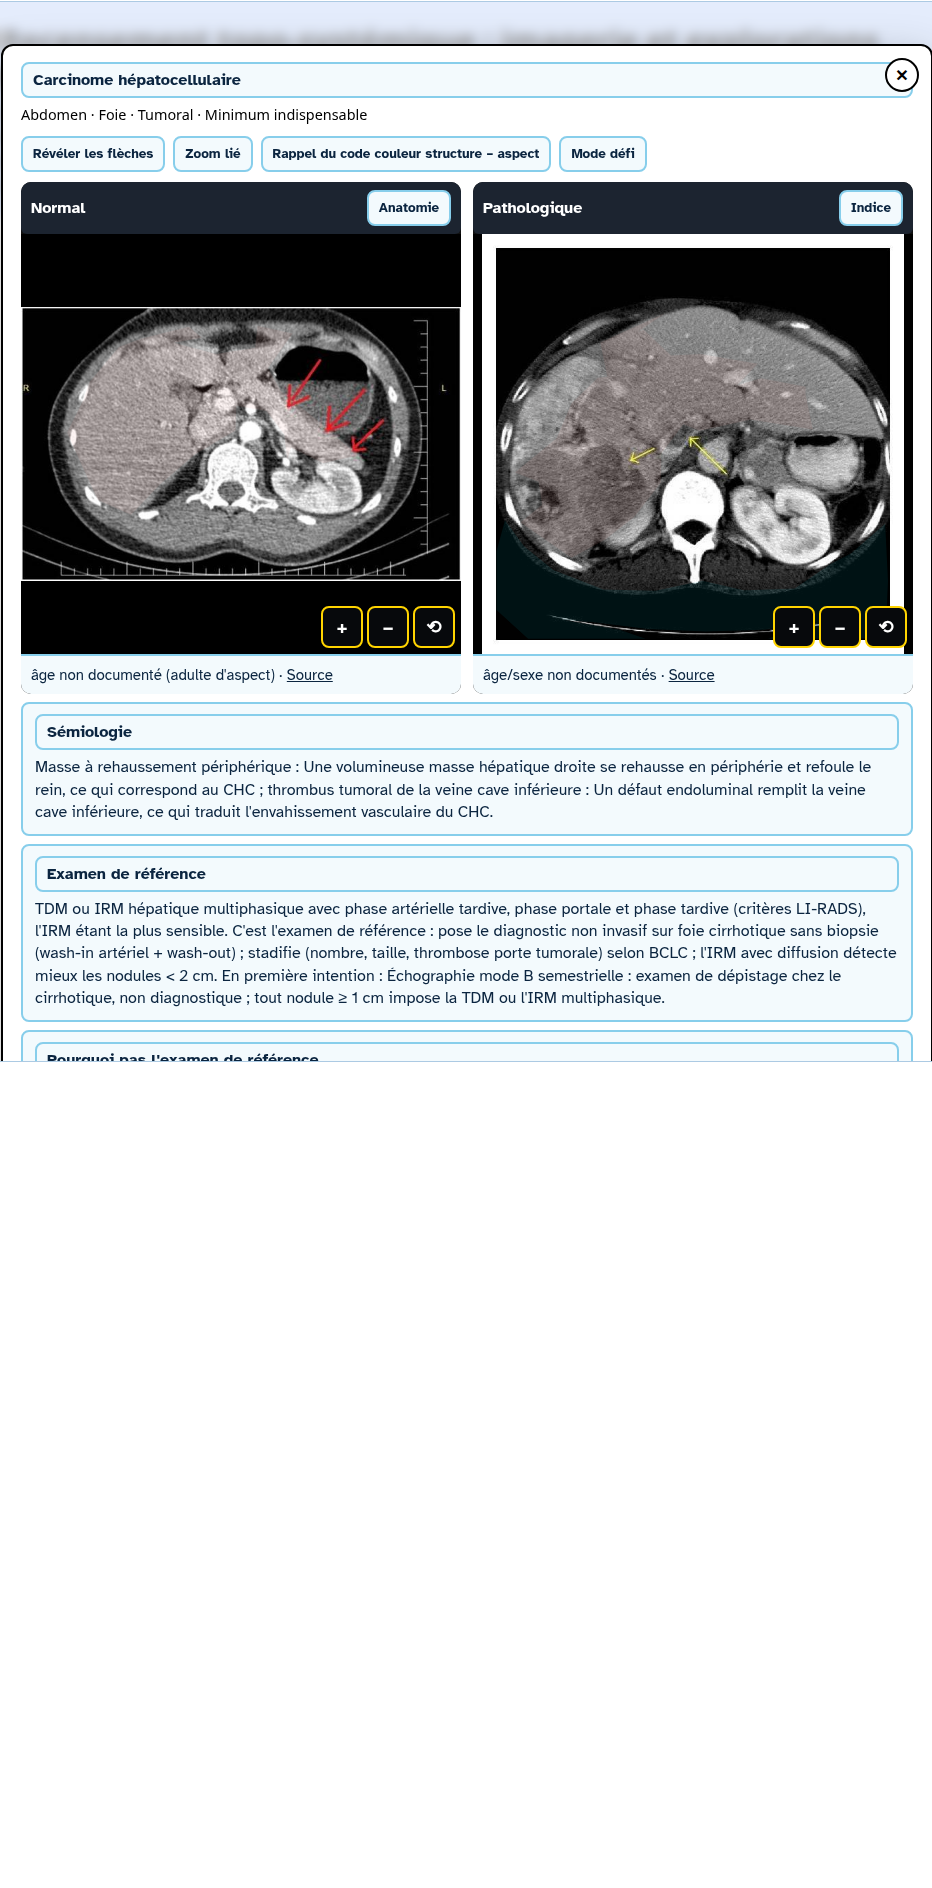 Carcinome hépatocellulaire
✕
Abdomen · Foie · Tumoral · Minimum indispensable
Révéler les flèches
Zoom lié
Rappel du code couleur structure – aspect
Mode défi
Normal
Anatomie
R
L
+
−
⟲
âge non documenté (adulte d'aspect) · Source
Pathologique
Indice
+
−
⟲
âge/sexe non documentés · Source
Sémiologie
Masse à rehaussement périphérique : Une volumineuse masse hépatique droite se rehausse en périphérie et refoule le
rein, ce qui correspond au CHC ; thrombus tumoral de la veine cave inférieure : Un défaut endoluminal remplit la veine
cave inférieure, ce qui traduit l'envahissement vasculaire du CHC.
Examen de référence
TDM ou IRM hépatique multiphasique avec phase artérielle tardive, phase portale et phase tardive (critères LI-RADS),
l'IRM étant la plus sensible. C'est l'examen de référence : pose le diagnostic non invasif sur foie cirrhotique sans biopsie
(wash-in artériel + wash-out) ; stadifie (nombre, taille, thrombose porte tumorale) selon BCLC ; l'IRM avec diffusion détecte
mieux les nodules < 2 cm. En première intention : Échographie mode B semestrielle : examen de dépistage chez le
cirrhotique, non diagnostique ; tout nodule ≥ 1 cm impose la TDM ou l'IRM multiphasique.
Pourquoi pas l'examen de référence